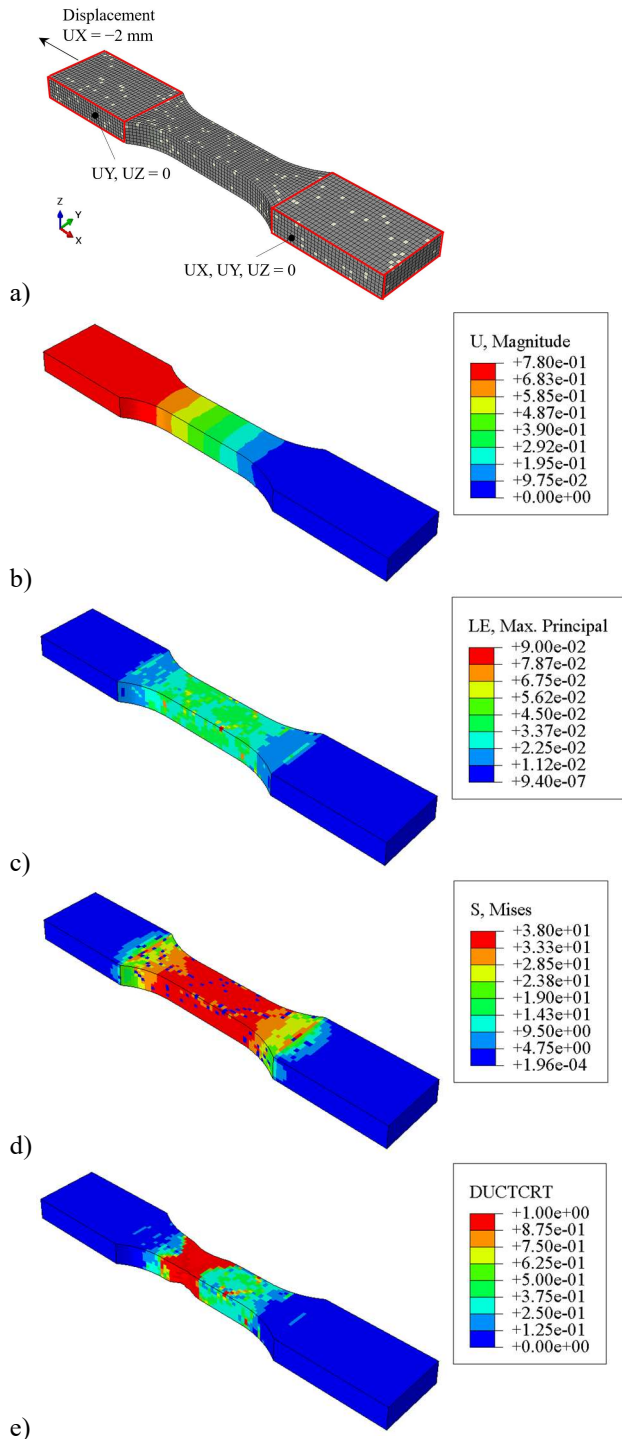 Displacement
UX = −2 mm
UY, UZ = 0
Z
Y
X
UX, UY, UZ = 0
a)
U, Magnitude
+7.80e-01
+6.83e-01
+5.85e-01
+4.87e-01
+3.90e-01
+2.92e-01
+1.95e-01
+9.75e-02
+0.00e+00
b)
LE, Max. Principal
+9.00e-02
+7.87e-02
+6.75e-02
+5.62e-02
+4.50e-02
+3.37e-02
+2.25e-02
+1.12e-02
+9.40e-07
c)
S, Mises
+3.80e+01
+3.33e+01
+2.85e+01
+2.38e+01
+1.90e+01
+1.43e+01
+9.50e+00
+4.75e+00
+1.96e-04
d)
DUCTCRT
+1.00e+00
+8.75e-01
+7.50e-01
+6.25e-01
+5.00e-01
+3.75e-01
+2.50e-01
+1.25e-01
+0.00e+00
e)